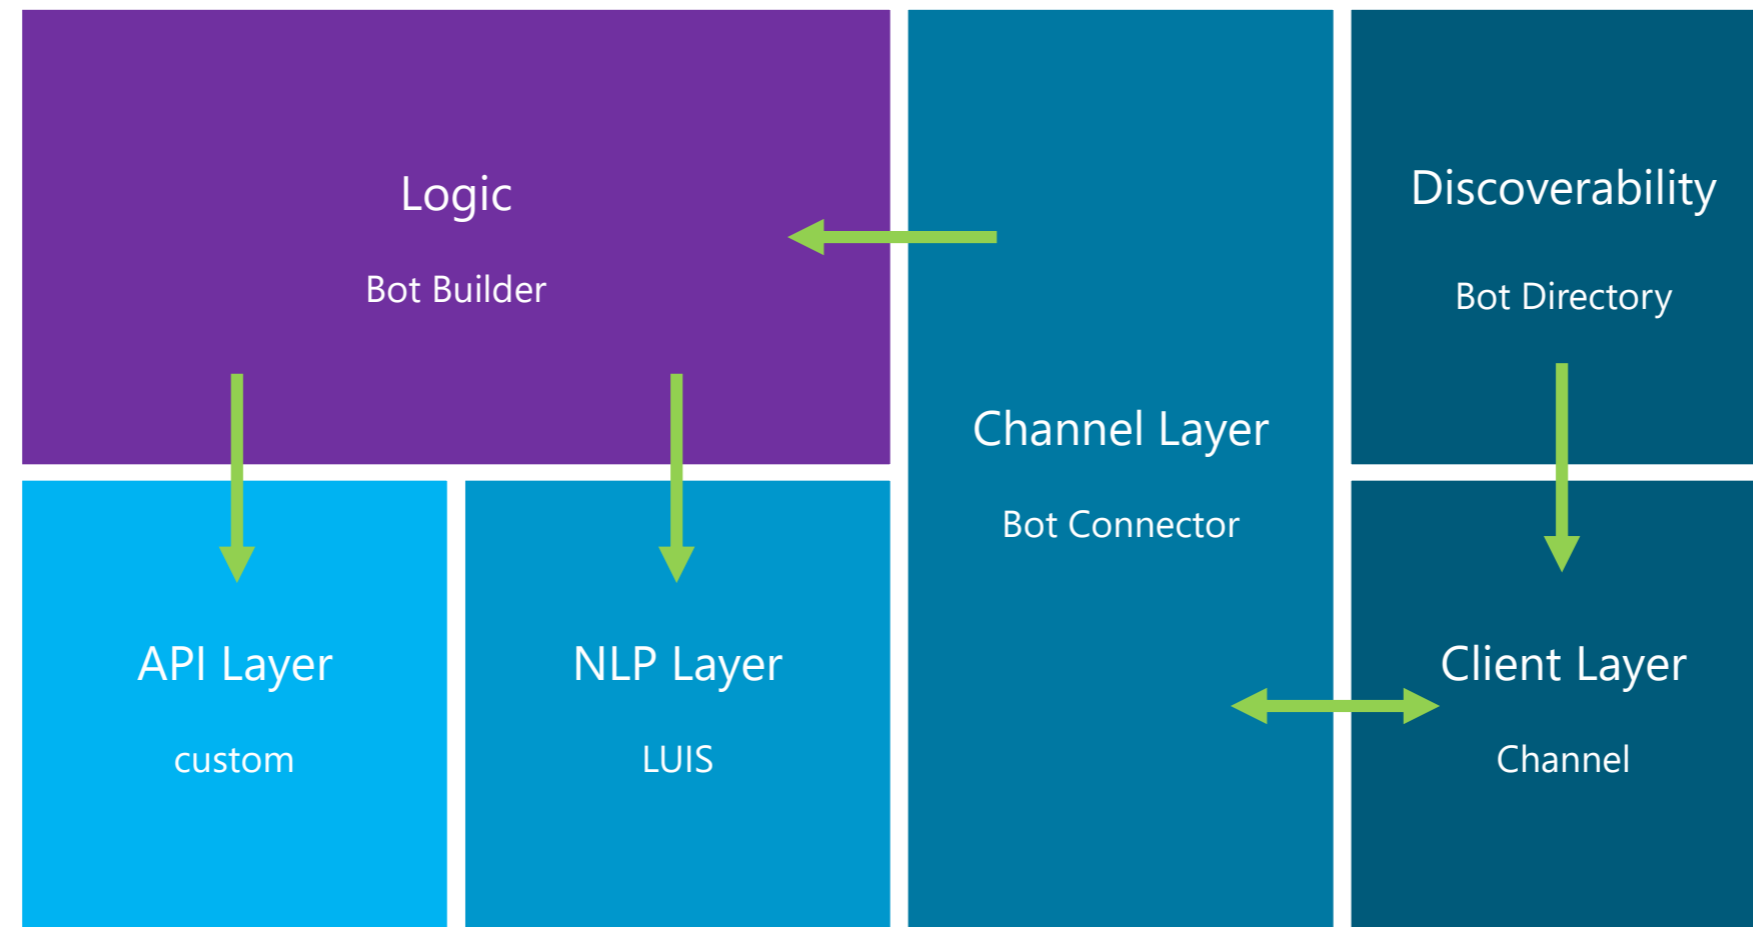 Logic
Bot Builder
Discoverability
Bot Directory
Channel Layer
Bot Connector
API Layer
custom
NLP Layer
LUIS
Client Layer
Channel